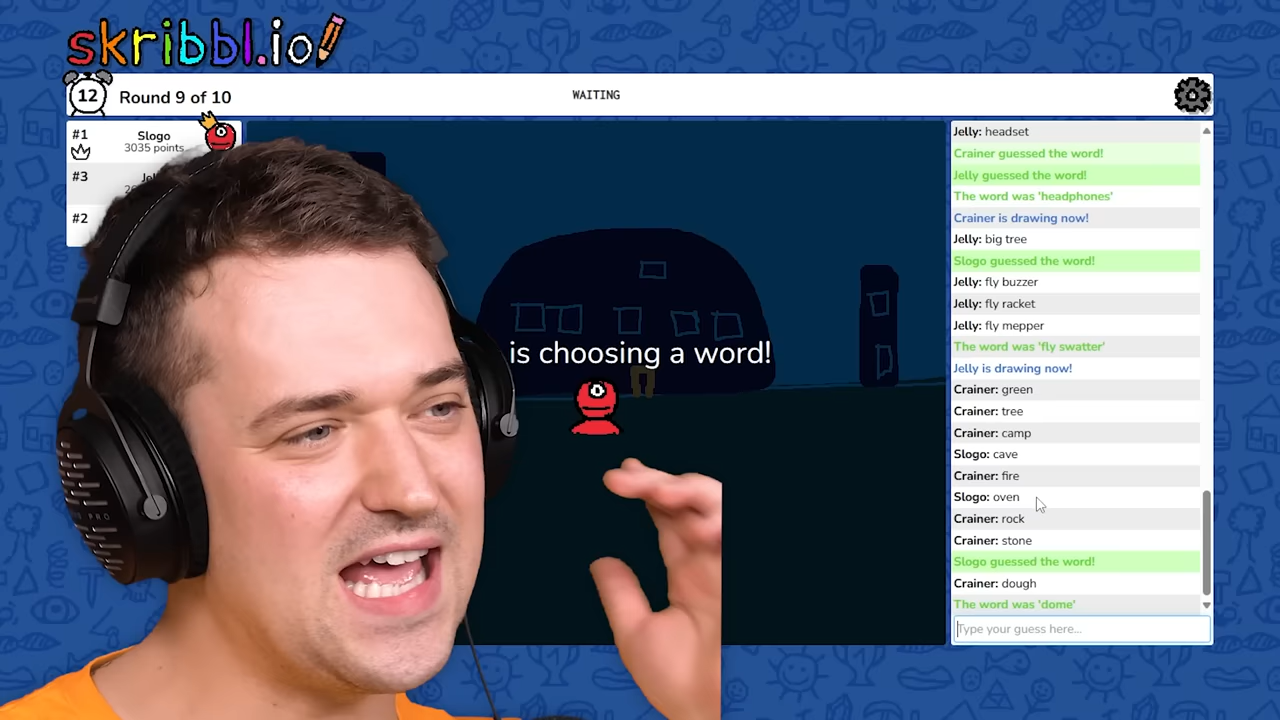 skribbl.io
12
Round 9 of 10
WAITING
#1
Slogo
3035 points
#3
#2
is choosing a word!
Jelly: headset
Crainer guessed the word!
Jelly guessed the word!
The word was 'headphones'
Crainer is drawing now!
Jelly: big tree
Slogo guessed the word!
Jelly: fly buzzer
Jelly: fly racket
Jelly: fly mepper
The word was 'fly swatter'
Jelly is drawing now!
Crainer: green
Crainer: tree
Crainer: camp
Slogo: cave
Crainer: fire
Slogo: oven
Crainer: rock
Crainer: stone
Slogo guessed the word!
Crainer: dough
The word was 'dome'
Type your guess here...